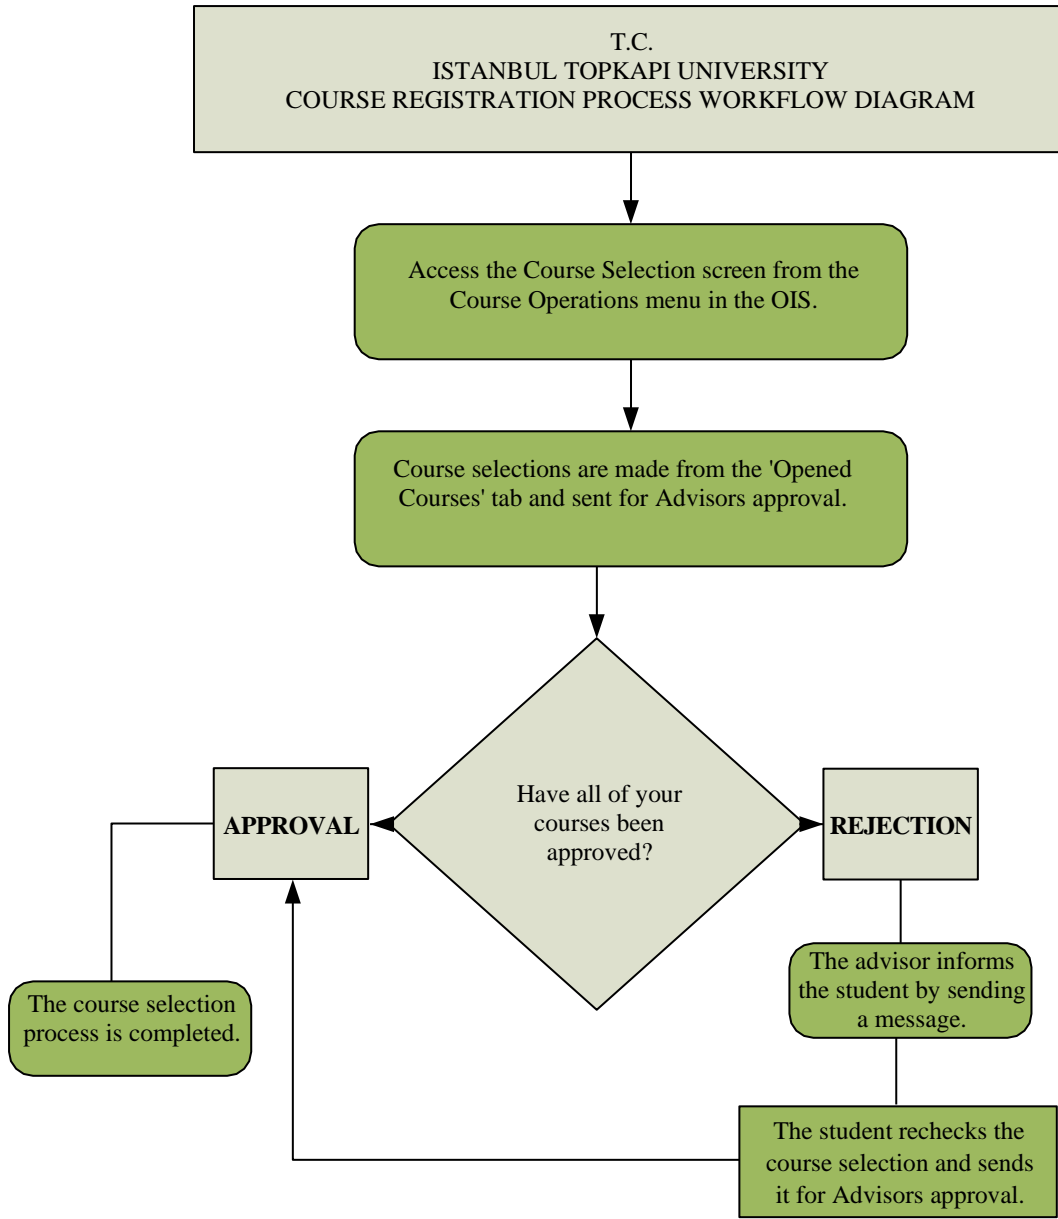 T.C.
ISTANBUL TOPKAPI UNIVERSITY
COURSE REGISTRATION PROCESS WORKFLOW DIAGRAM
Access the Course Selection screen from the
Course Operations menu in the OIS.
Course selections are made from the 'Opened
Courses' tab and sent for Advisors approval.
Have all of your
courses been
approved?
APPROVAL
REJECTION
The advisor informs
the student by sending
a message.
The course selection
process is completed.
The student rechecks the
course selection and sends
it for Advisors approval.